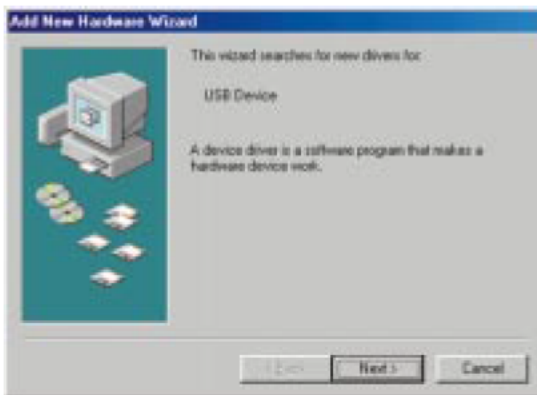 Add New Hardware Wizard
This wizard searches for new drivers for:
USB Device
A device driver is a software program that makes a
hardware device work.
< Back
Next >
Cancel